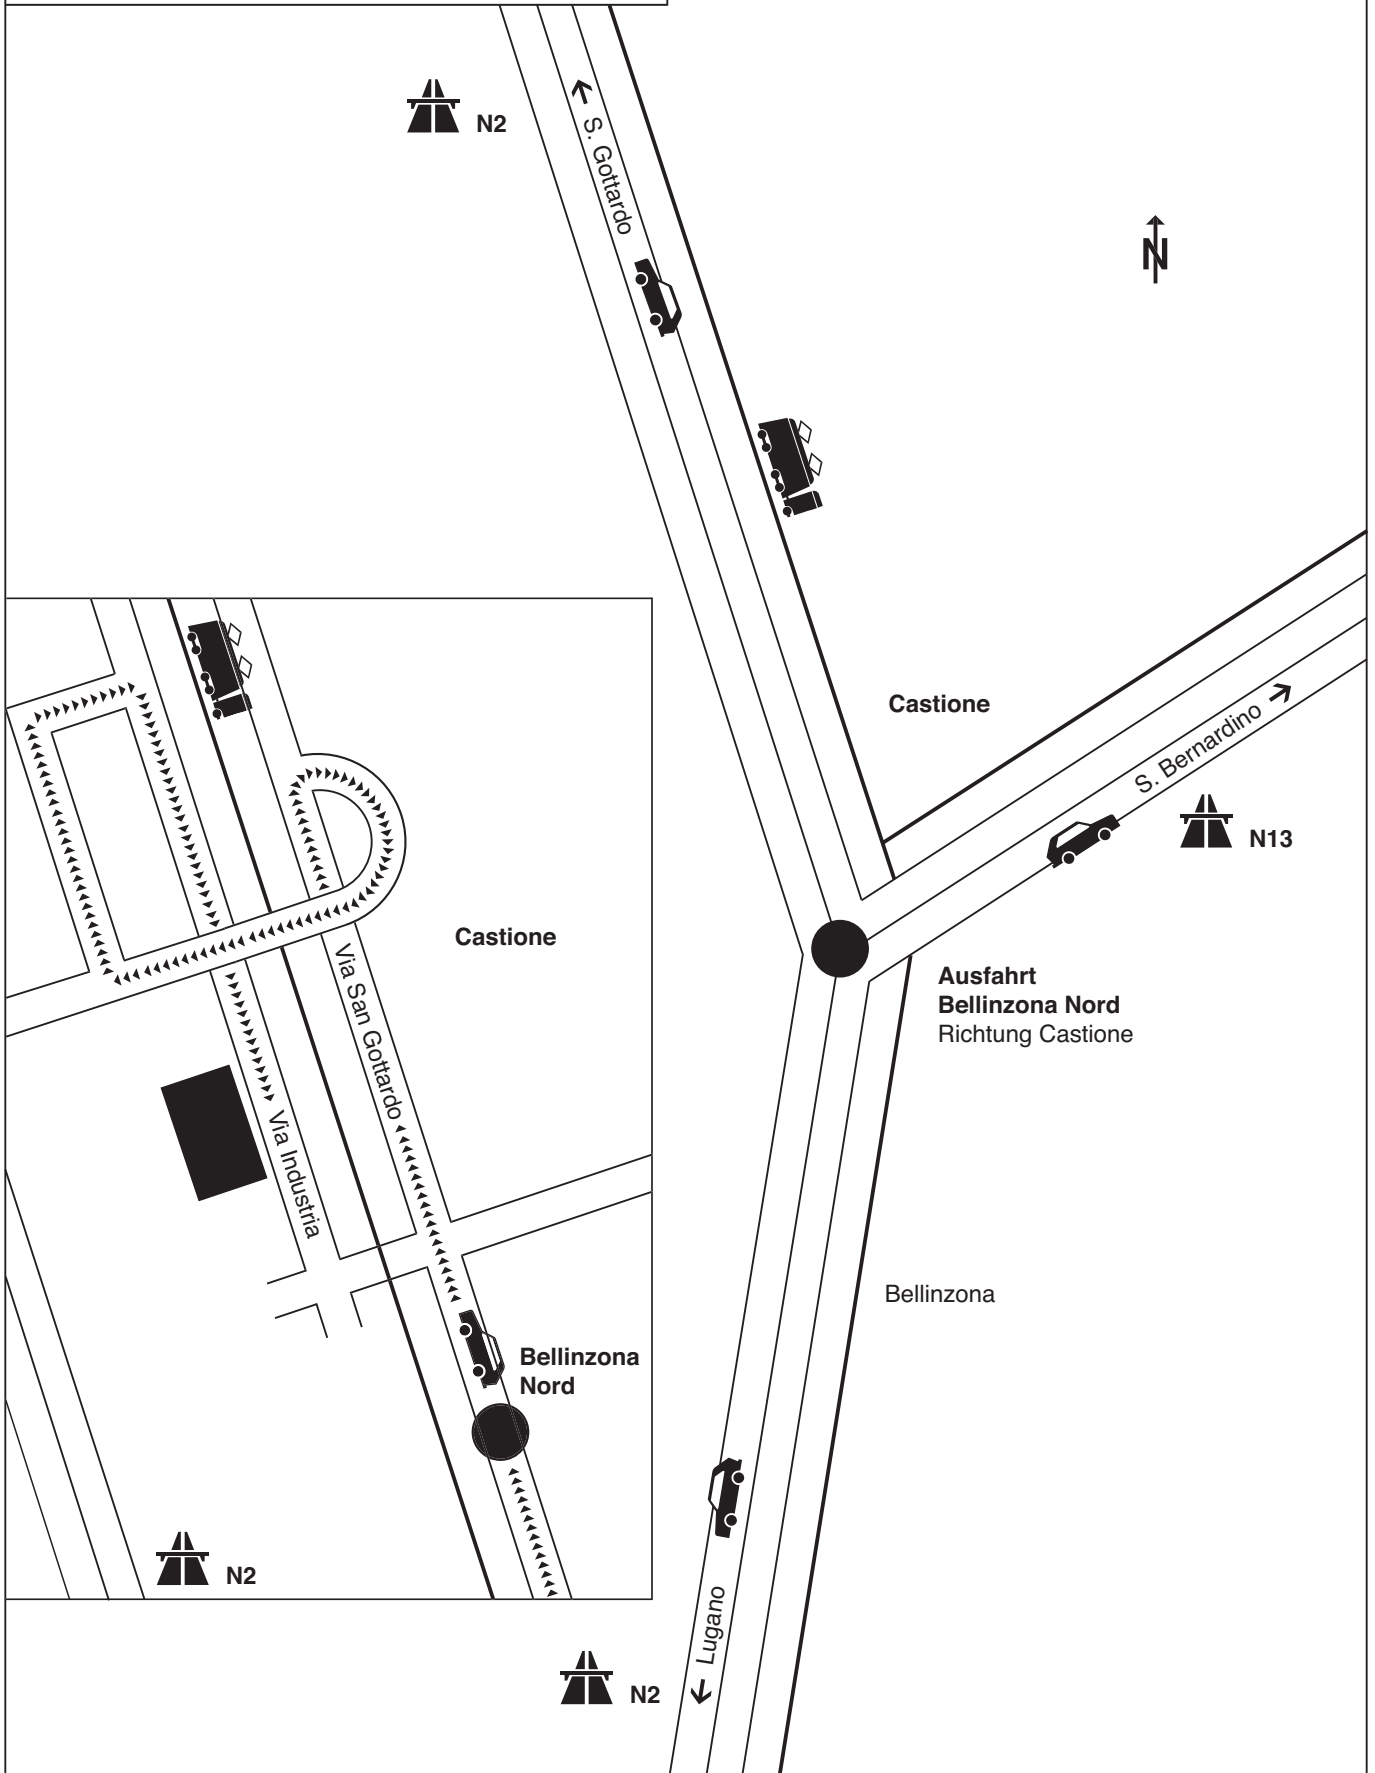 N2
← S. Gottardo
N
Castione
S. Bernardino →
N13
Castione
Ausfahrt
Bellinzona Nord
Richtung Castione
Via San Gottardo
Via Industria
Bellinzona
Bellinzona
Nord
N2
← Lugano
N2